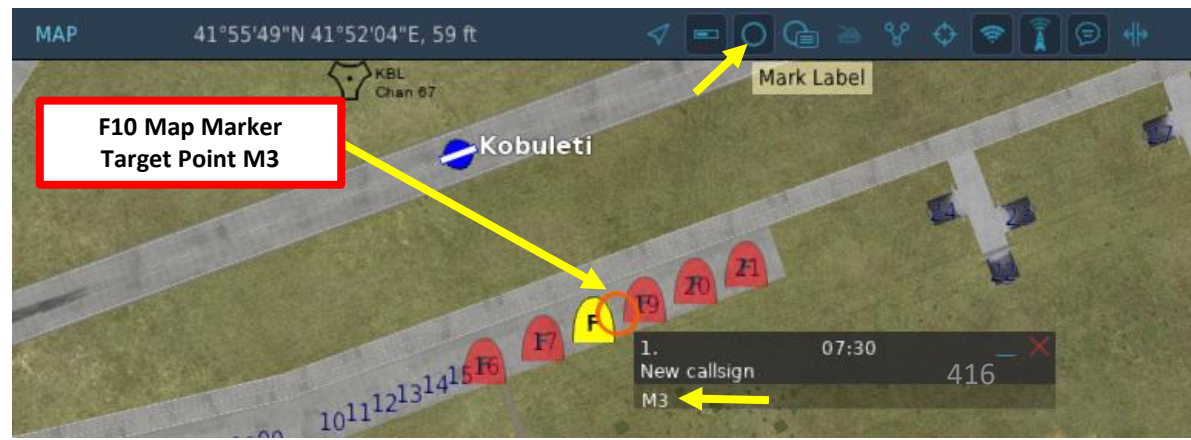 MAP
41°55'49"N 41°52'04"E, 59 ft
Mark Label
KBL
Chan 67
F10 Map Marker
Target Point M3
Kobuleti
24
23
21
20
19
F
17
16
15
14
13
12
11
10
1.
07:30
New callsign
416
M3